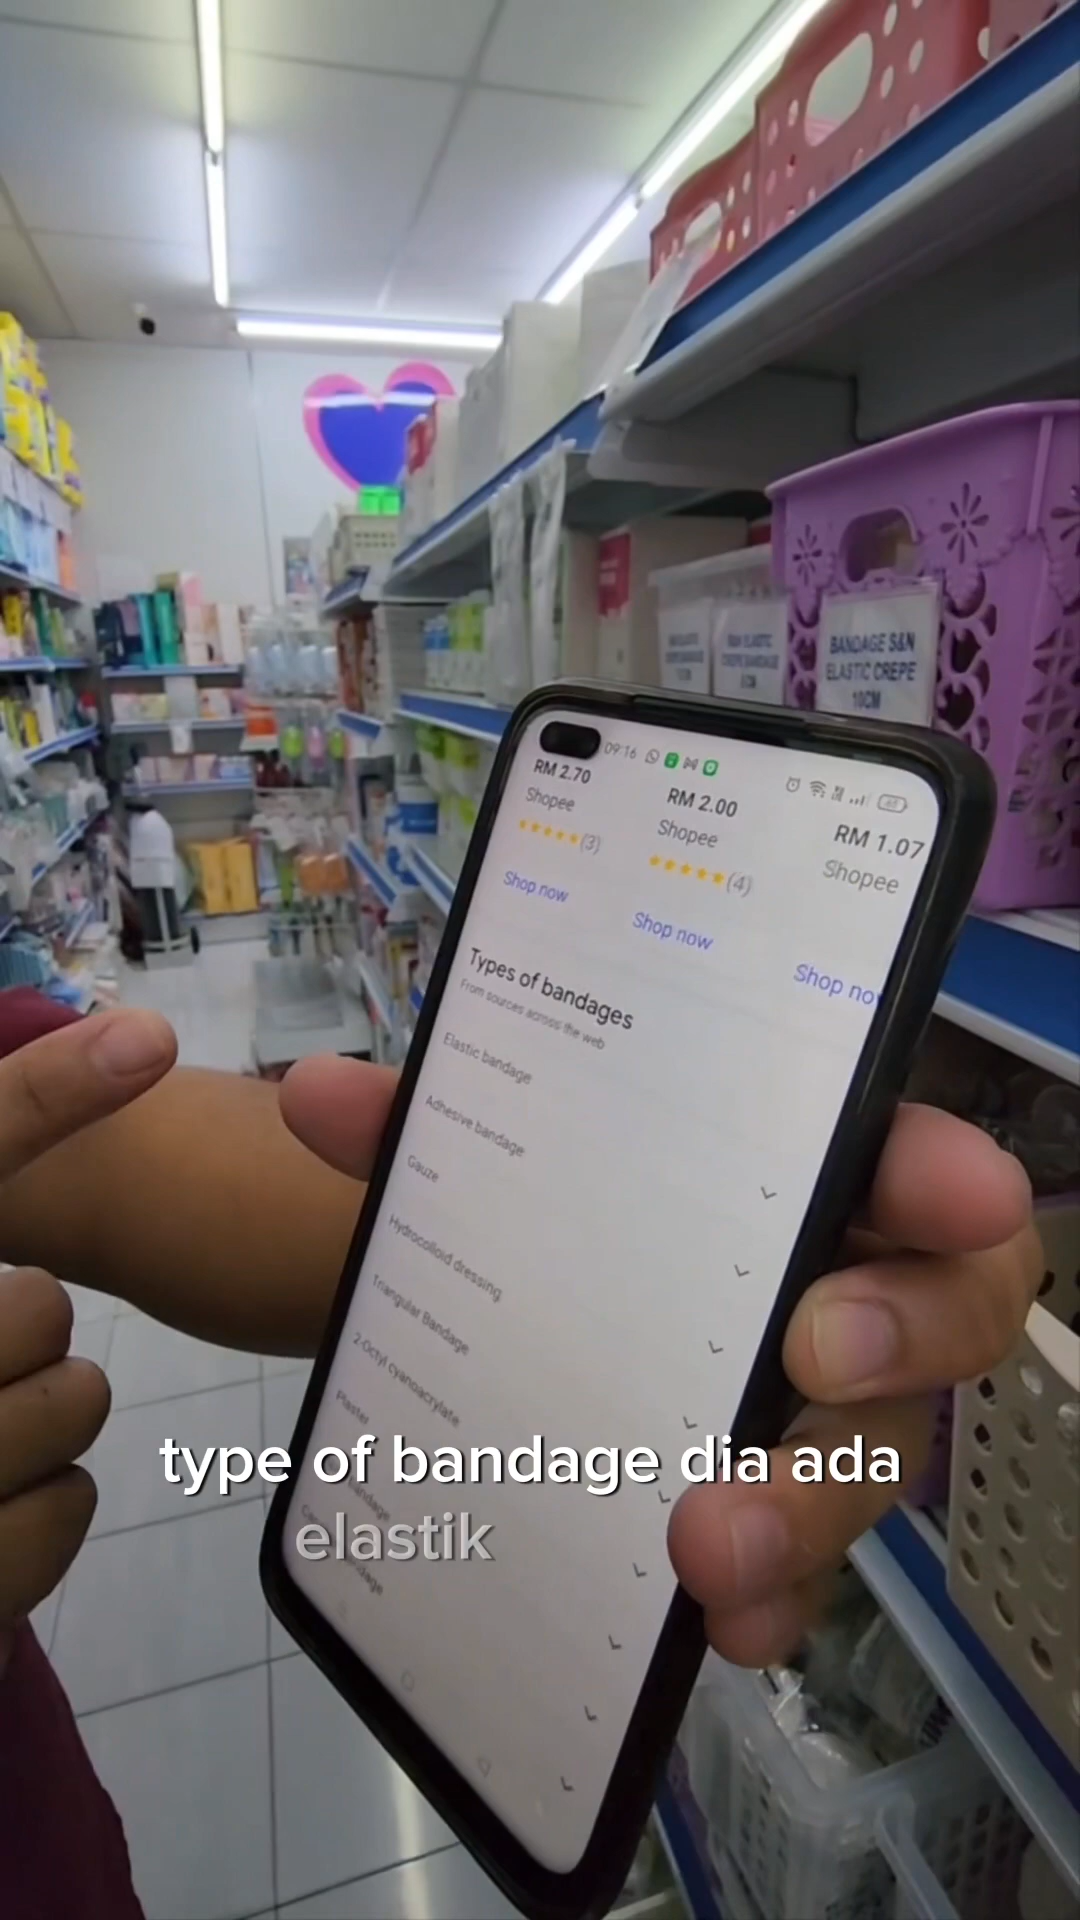 BANDAGE S&N
ELASTIC CREPE
10CM
09:16
RM 2.70
Shopee
(3)
Shop now
RM 2.00
Shopee
(4)
Shop now
RM 1.07
Shopee
Shop no
Types of bandages
From sources across the web
Elastic bandage
Adhesive bandage
Gauze
Hydrocolloid dressing
Triangular Bandage
2-Octyl cyanoacrylate
Plaster
type of bandage dia ada
elastik